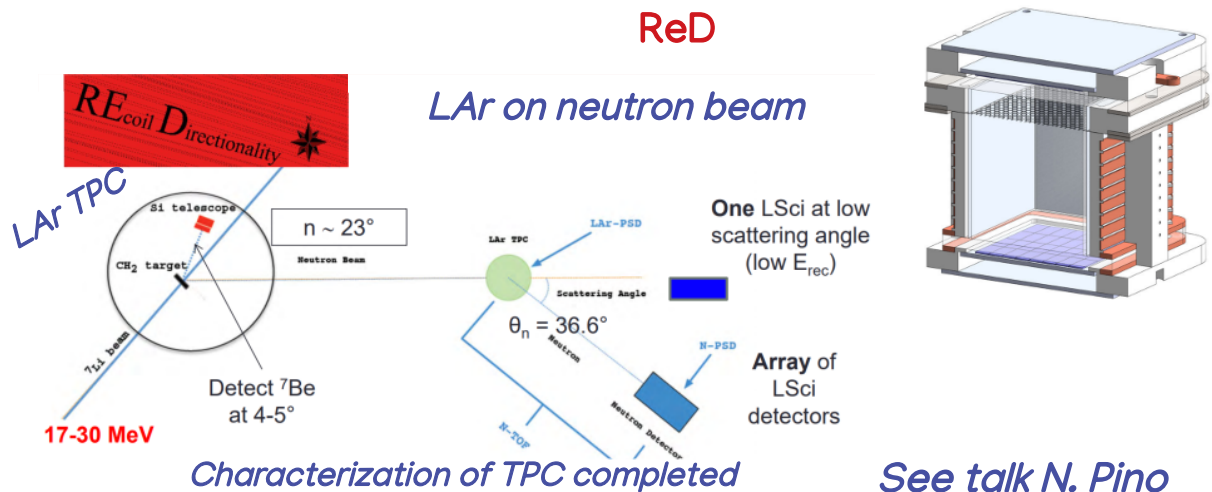 ReD
REcoil Directionality
N
LAr on neutron beam
LAr TPC
Si telescope
n ~ 23°
Neutron Beam
CH₂ target
LAr-PSD
LAr TPC
One LSci at low
scattering angle
(low Eᵣₑ꜀)
Scattering Angle
θₙ = 36.6°
Neutron
N-PSD
Array of
LSci
detectors
⁷Li beam
Detect ⁷Be
at 4-5°
17-30 MeV
N-TOF
Neutron Detector
Characterization of TPC completed
See talk N. Pino